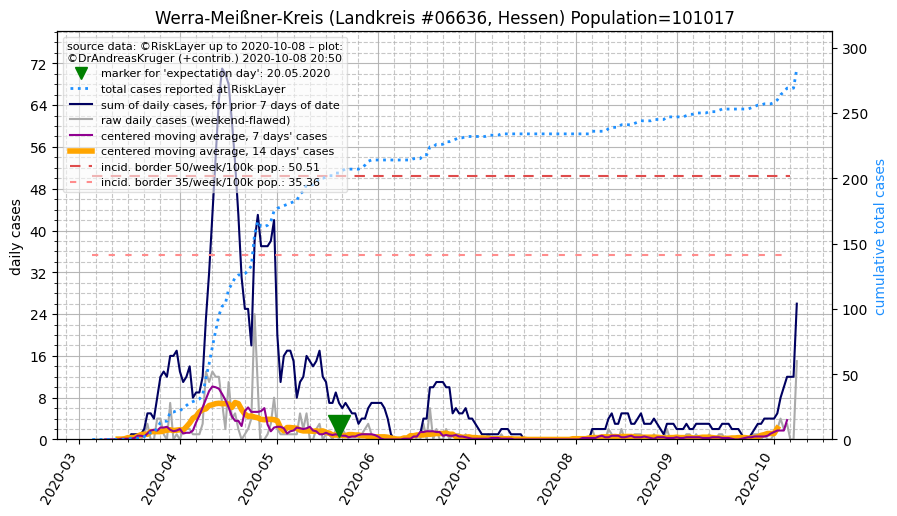 Werra-Meißner-Kreis (Landkreis #06636, Hessen) Population=101017
source data: ©RiskLayer up to 2020-10-08 – plot:
©DrAndreasKruger (+contrib.) 2020-10-08 20:50
marker for 'expectation day': 20.05.2020
total cases reported at RiskLayer
sum of daily cases, for prior 7 days of date
raw daily cases (weekend-flawed)
centered moving average, 7 days' cases
centered moving average, 14 days' cases
incid. border 50/week/100k pop.: 50.51
incid. border 35/week/100k pop.: 35.36
daily cases
72
64
56
48
40
32
24
16
8
0
300
250
200
150
100
50
0
cumulative total cases
2020-03
2020-04
2020-05
2020-06
2020-07
2020-08
2020-09
2020-10